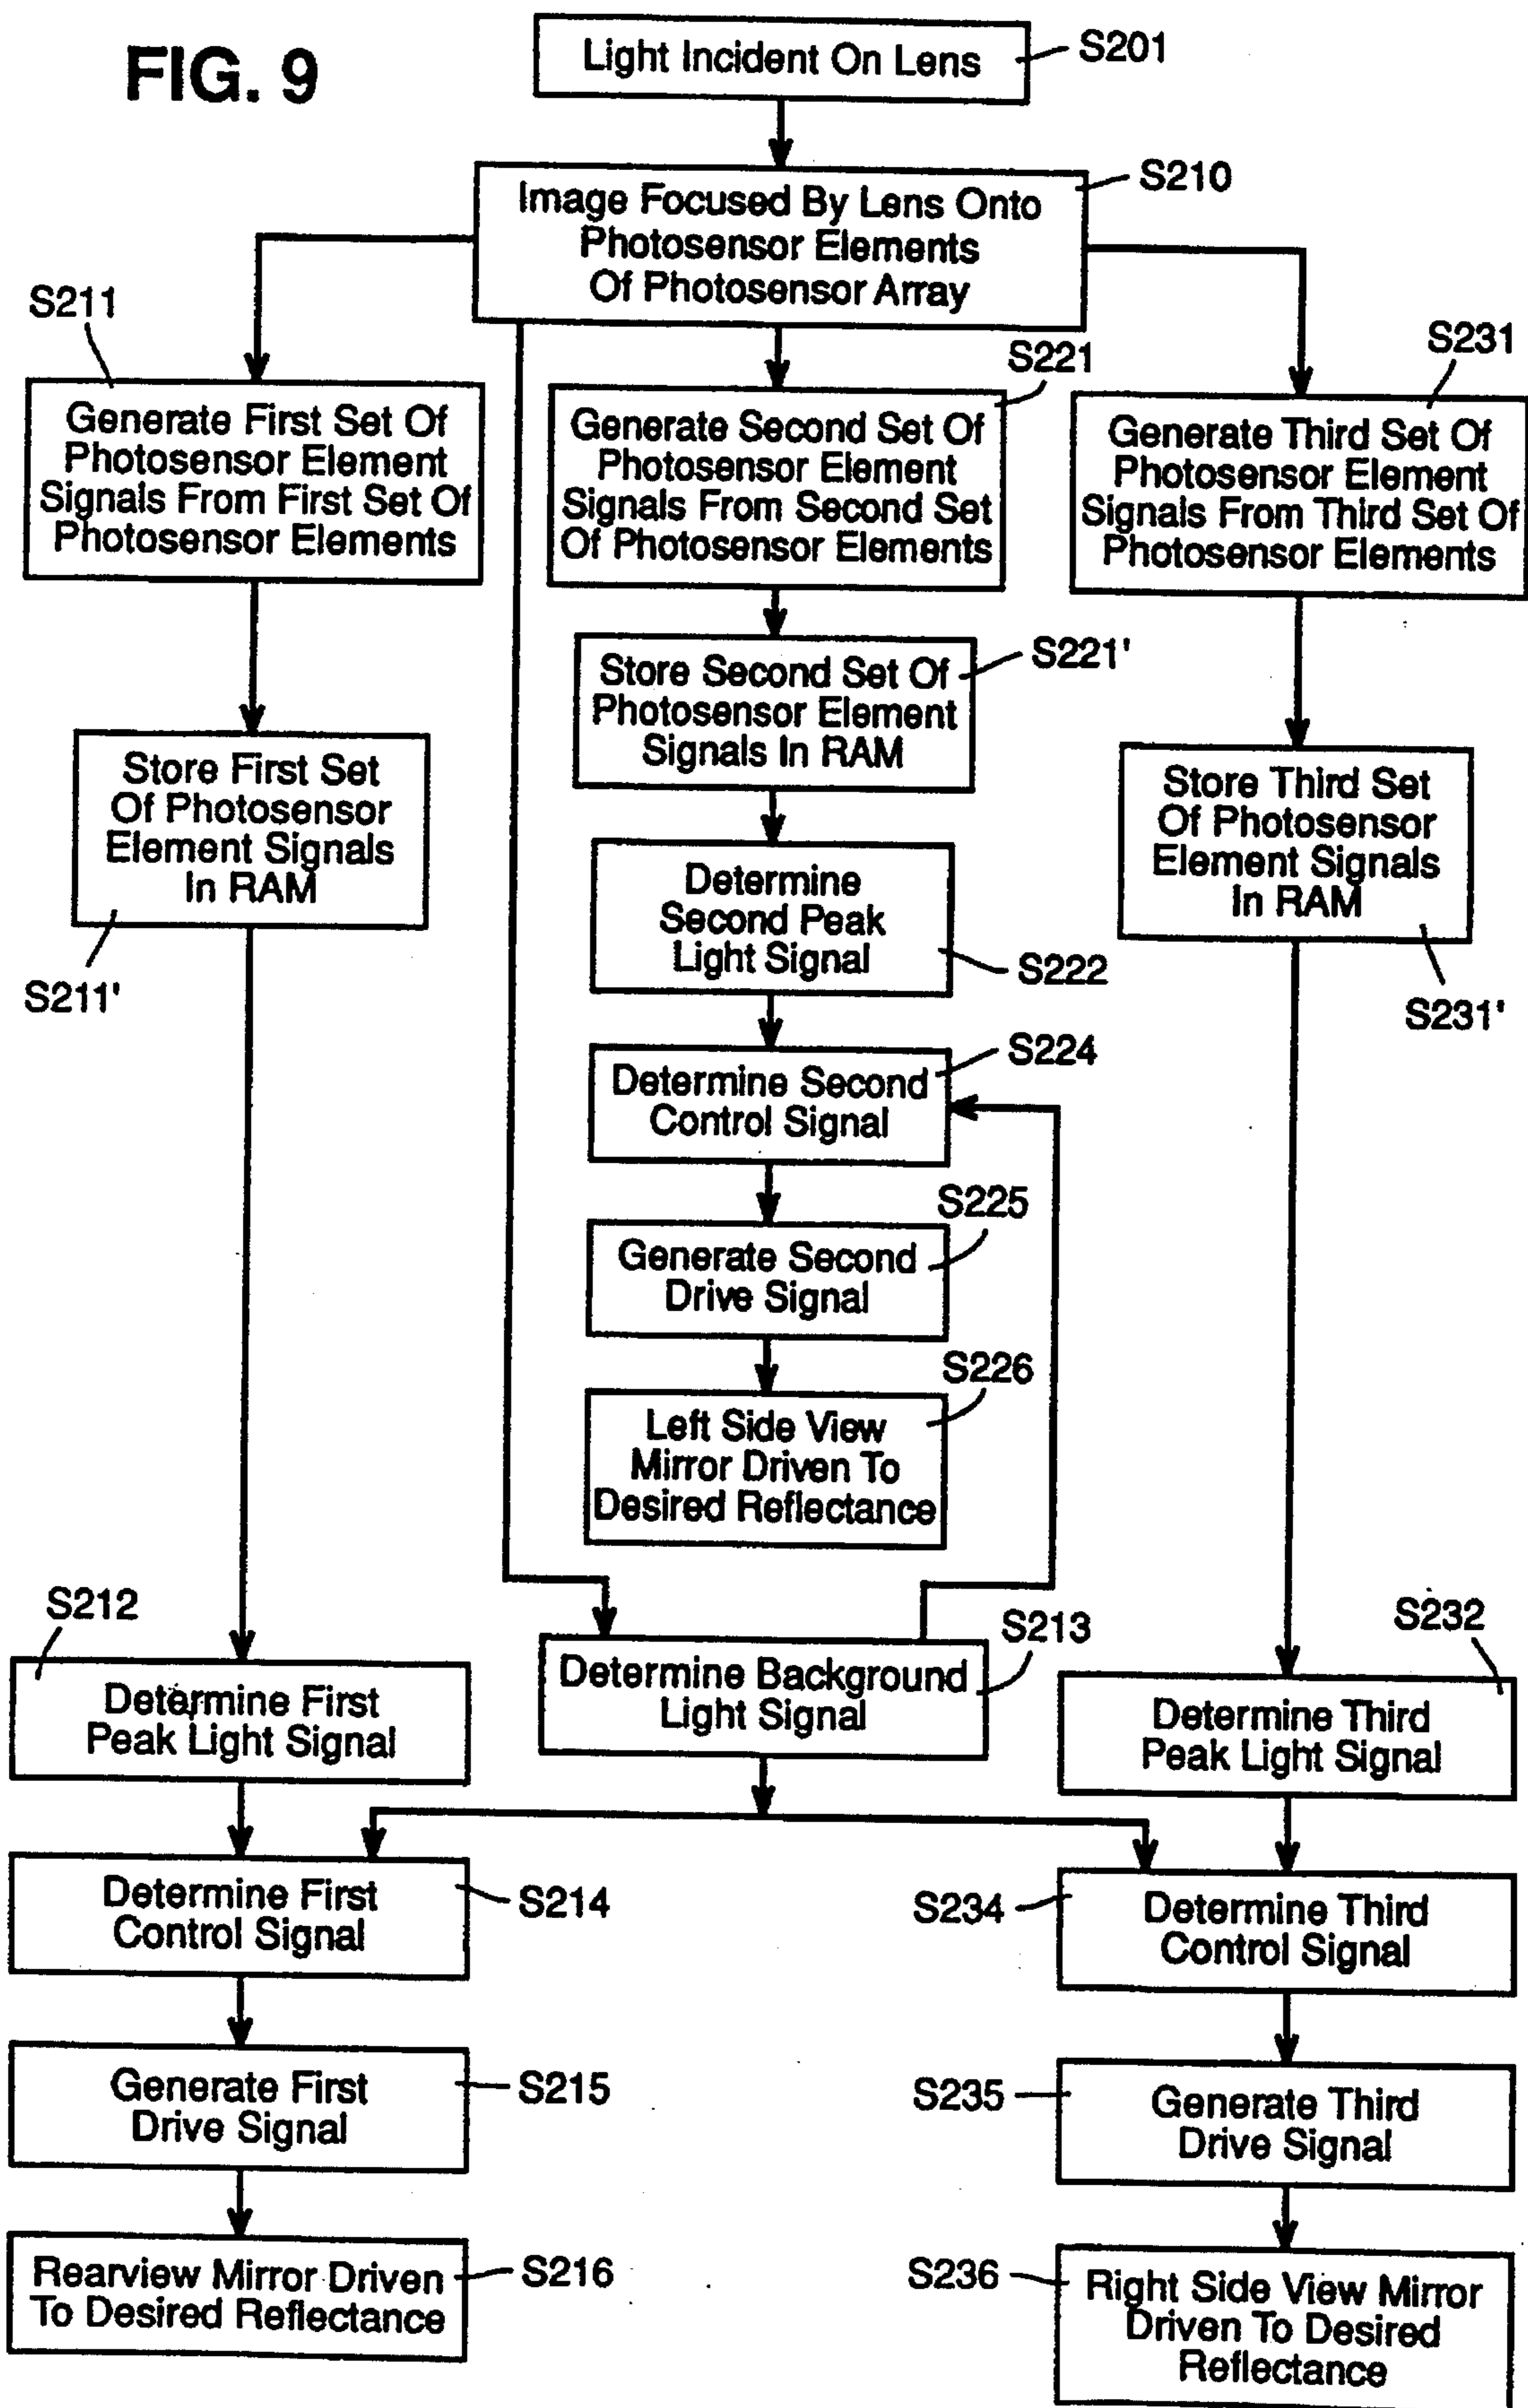 FIG. 9
Light Incident On Lens
S201
Image Focused By Lens Onto
Photosensor Elements
Of Photosensor Array
S210
S211
Generate First Set Of
Photosensor Element
Signals From First Set Of
Photosensor Elements
S221
Generate Second Set Of
Photosensor Element
Signals From Second Set
Of Photosensor Elements
S231
Generate Third Set Of
Photosensor Element
Signals From Third Set Of
Photosensor Elements
Store Second Set Of
Photosensor Element
Signals In RAM
S221'
Store First Set
Of Photosensor
Element Signals
In RAM
S211'
Store Third Set
Of Photosensor
Element Signals
In RAM
S231'
Determine
Second Peak
Light Signal
S222
Determine Second
Control Signal
S224
Generate Second
Drive Signal
S225
Left Side View
Mirror Driven To
Desired Reflectance
S226
S212
Determine First
Peak Light Signal
Determine Background
Light Signal
S213
S232
Determine Third
Peak Light Signal
Determine First
Control Signal
S214
S234
Determine Third
Control Signal
Generate First
Drive Signal
S215
S235
Generate Third
Drive Signal
Rearview Mirror Driven
To Desired Reflectance
S216
S236
Right Side View Mirror
Driven To Desired
Reflectance